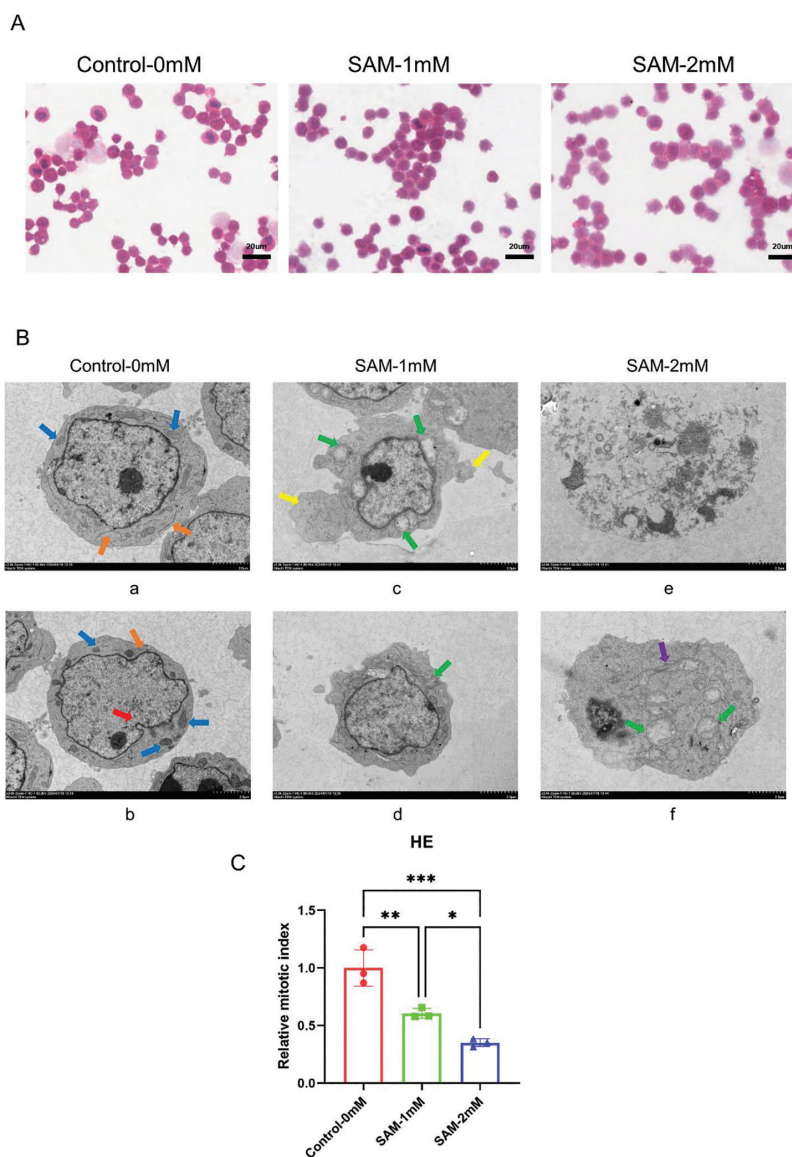 A
Control-0mM SAM-1mM SAM-2mM
20um 20um 20um
B
Control-0mM SAM-1mM SAM-2mM
a c e
b d f
HE
C
***
** *
Relative mitotic index
1.5
1.0
0.5
0.0
Control-0mM SAM-1mM SAM-2mM